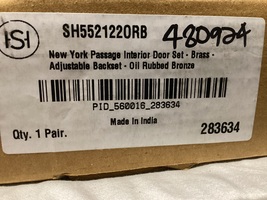 SHI
SH5521220RB
480924
New York Passage Interior Door Set - Brass -
Adjustable Backset - Oil Rubbed Bronze
PID_560016_283634
Made In India
Qty. 1 Pair.
283634